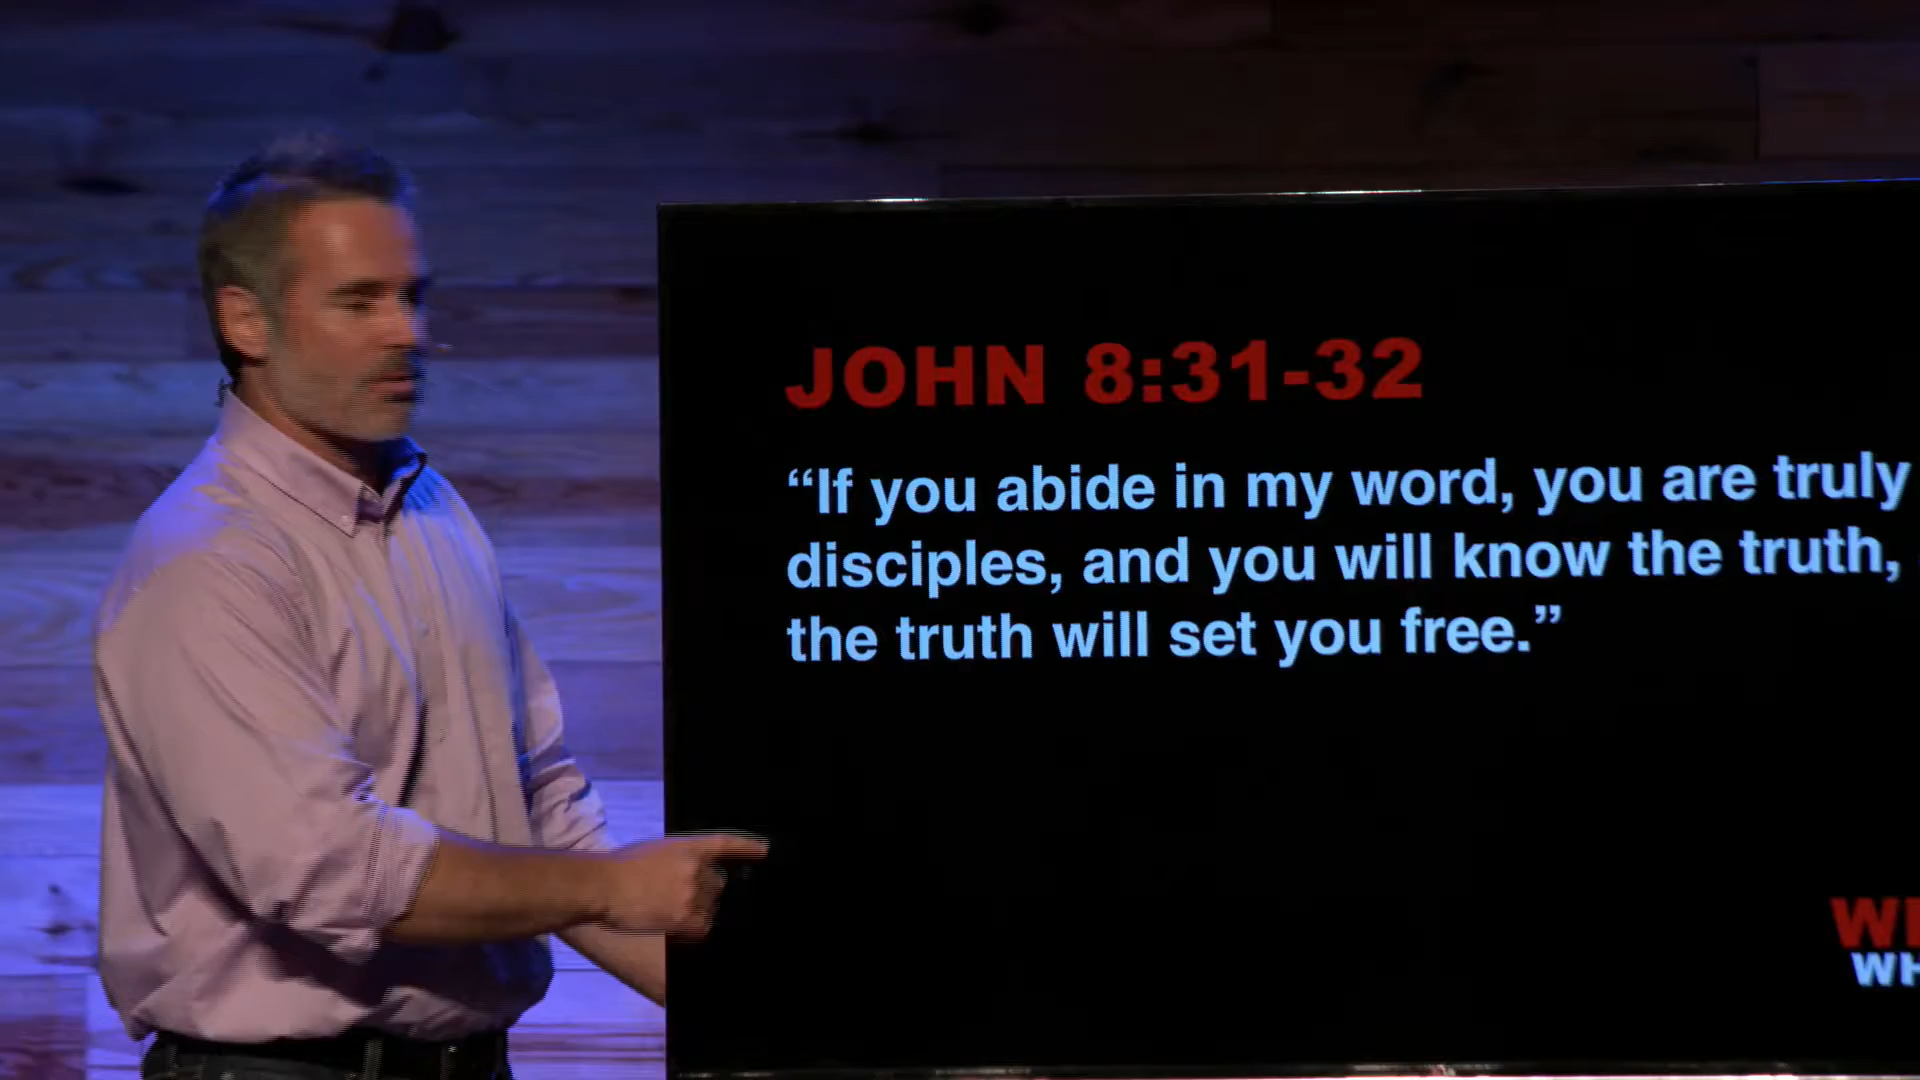 JOHN 8:31-32
“If you abide in my word, you are truly
disciples, and you will know the truth,
the truth will set you free.”